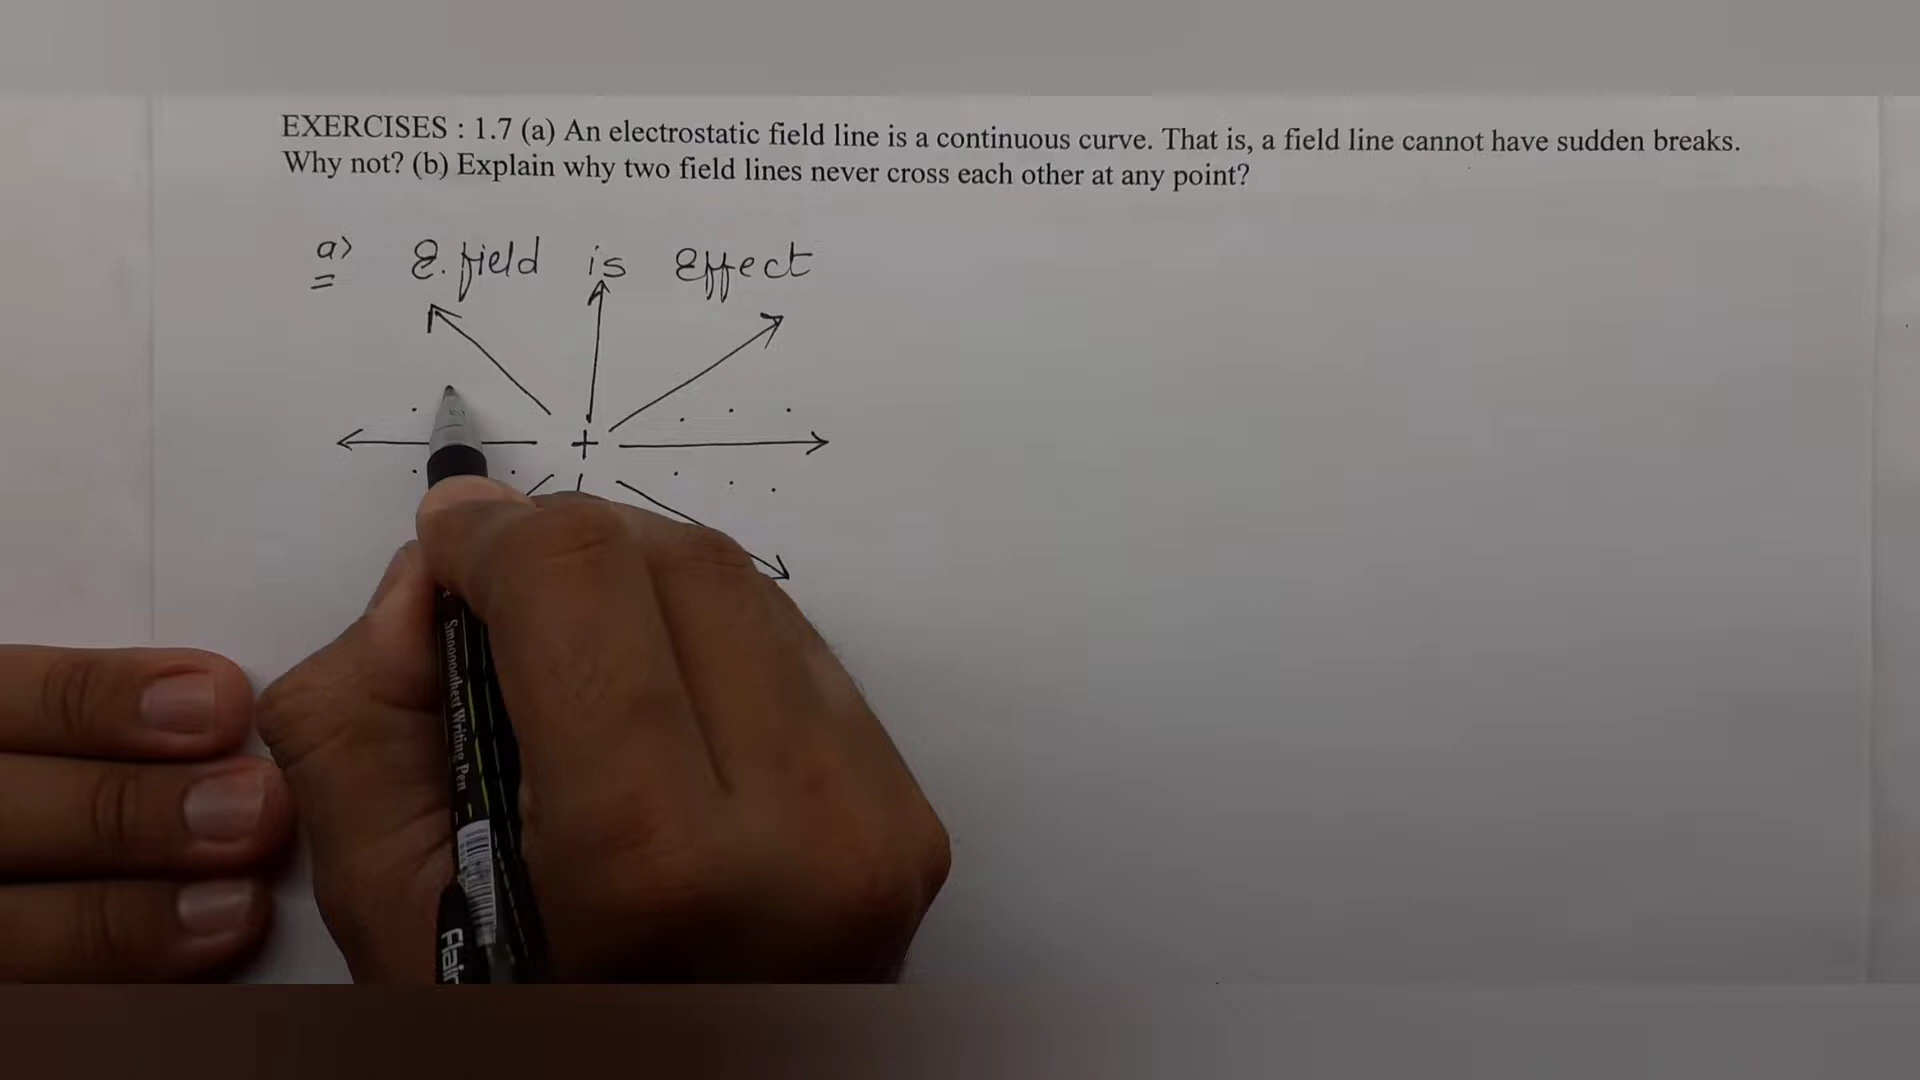 EXERCISES : 1.7 (a) An electrostatic field line is a continuous curve. That is, a field line cannot have sudden breaks.
Why not? (b) Explain why two field lines never cross each other at any point?
a) E. field is Effect
+
Smooooothest Writing Pen
Flair